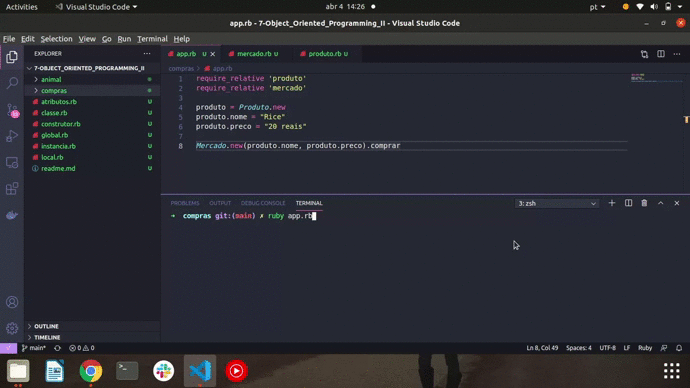 Activities
Visual Studio Code
abr 4 14:26
pt
app.rb - 7-Object_Oriented_Programming_II - Visual Studio Code
File Edit Selection View Go Run Terminal Help
EXPLORER
app.rb U
mercado.rb U
produto.rb U
7-OBJECT_ORIENTED_PROGRAMMING_II
animal
compras
atributos.rb U
classe.rb U
construtor.rb U
global.rb U
instancia.rb U
local.rb U
readme.md U
compras > app.rb
1 require_relative 'produto'
2 require_relative 'mercado'
3
4 produto = Produto.new
5 produto.nome = "Rice"
6 produto.preco = "20 reais"
7
8 Mercado.new(produto.nome, produto.preco).comprar
PROBLEMS OUTPUT DEBUG CONSOLE TERMINAL
3: zsh
➜ compras git:(main) ✗ ruby app.rb
OUTLINE
TIMELINE
main*
0 0
Ln 8, Col 49 Spaces: 4 UTF-8 LF Ruby